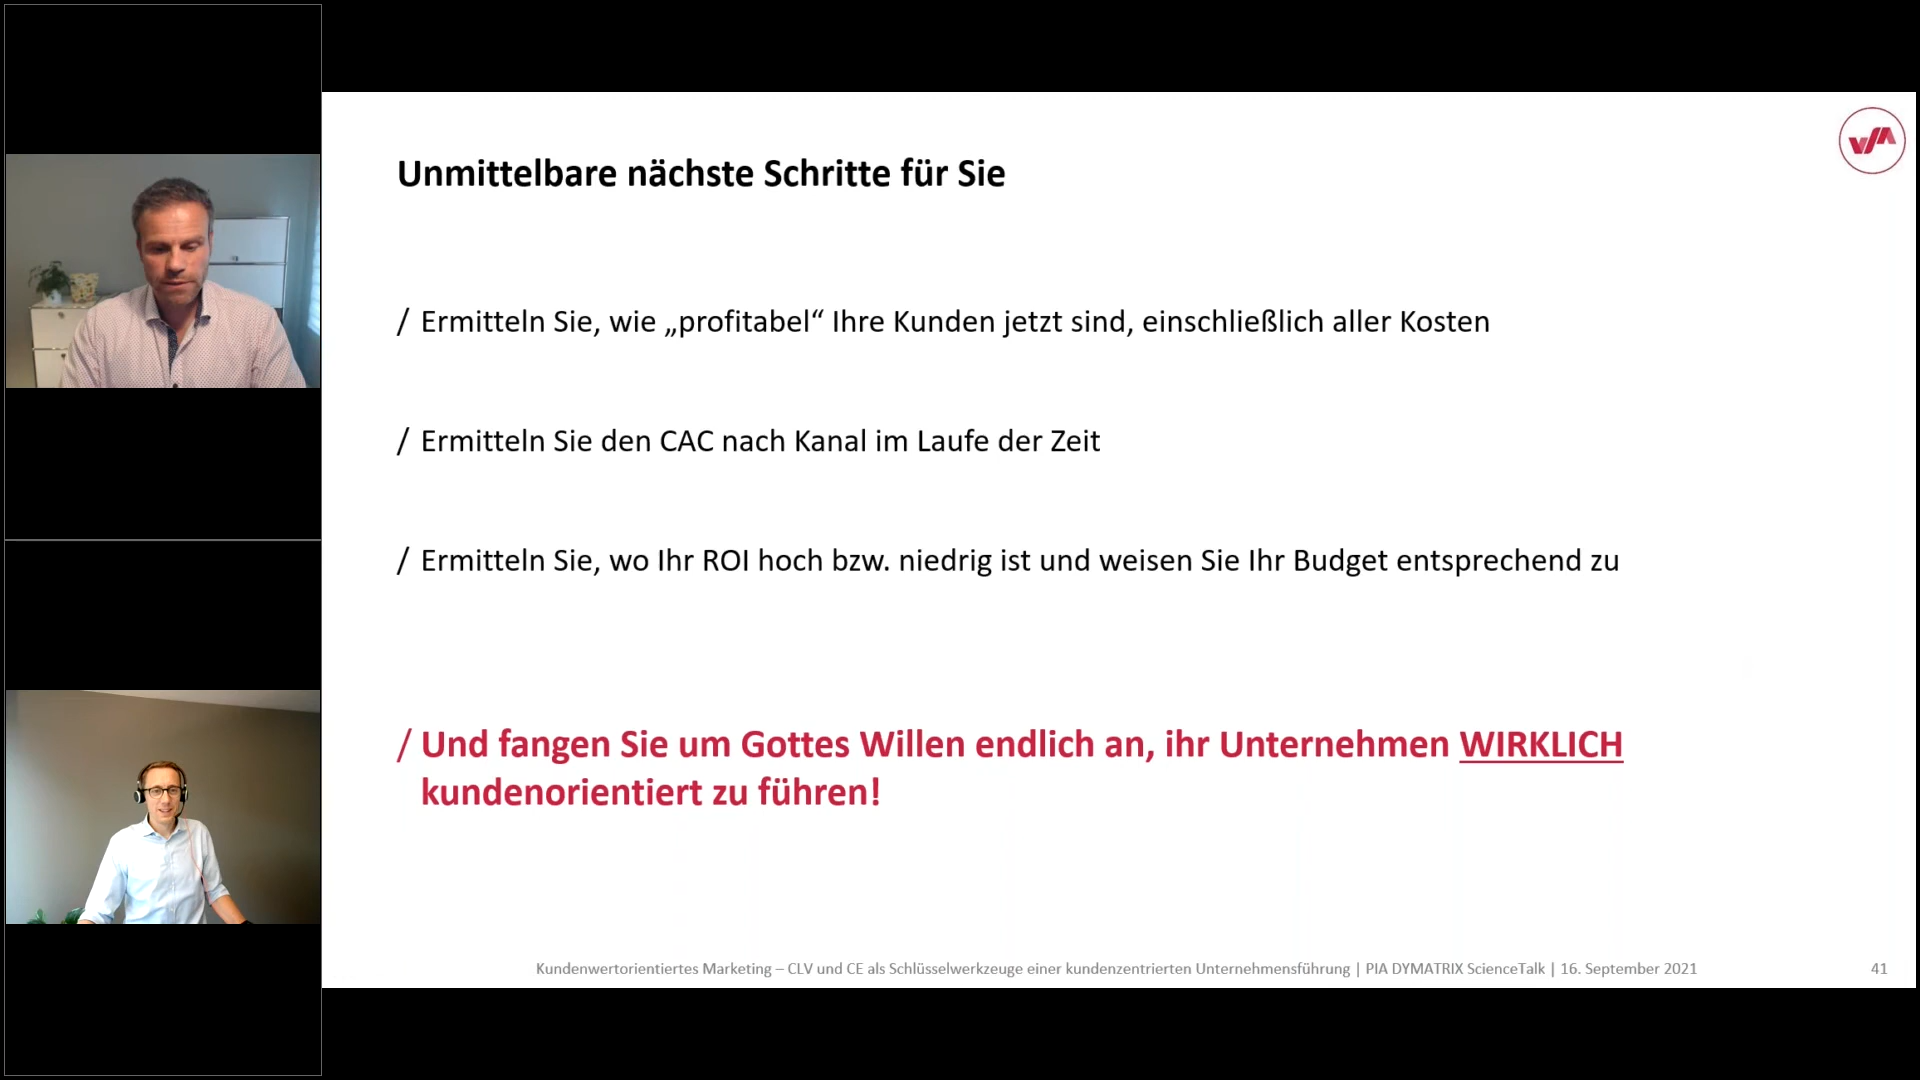 Unmittelbare nächste Schritte für Sie
/ Ermitteln Sie, wie „profitabel“ Ihre Kunden jetzt sind, einschließlich aller Kosten
/ Ermitteln Sie den CAC nach Kanal im Laufe der Zeit
/ Ermitteln Sie, wo Ihr ROI hoch bzw. niedrig ist und weisen Sie Ihr Budget entsprechend zu
/ Und fangen Sie um Gottes Willen endlich an, ihr Unternehmen WIRKLICH
kundenorientiert zu führen!
Kundenwertorientiertes Marketing – CLV und CE als Schlüsselwerkzeuge einer kundenzentrierten Unternehmensführung | PIA DYMATRIX ScienceTalk | 16. September 2021
41